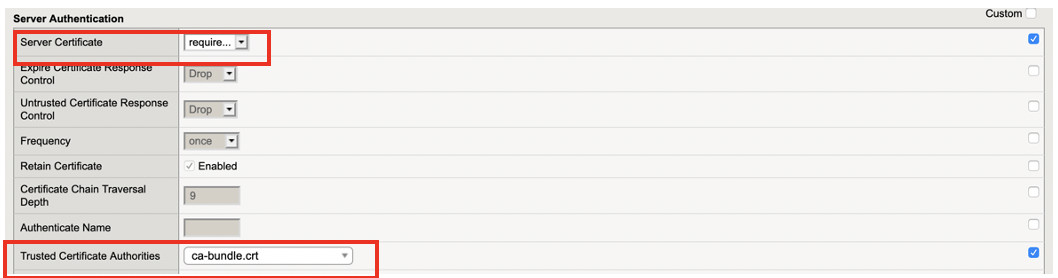 Server Authentication
Custom
Server Certificate
require...
Expire Certificate Response
Control
Drop
Untrusted Certificate Response
Control
Drop
Frequency
once
Retain Certificate
Enabled
Certificate Chain Traversal
Depth
9
Authenticate Name
Trusted Certificate Authorities
ca-bundle.crt